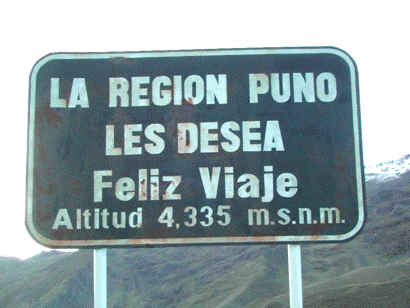 LA REGION PUNO
LES DESEA
Feliz Viaje
Altitud 4,335 m.s.n.m.